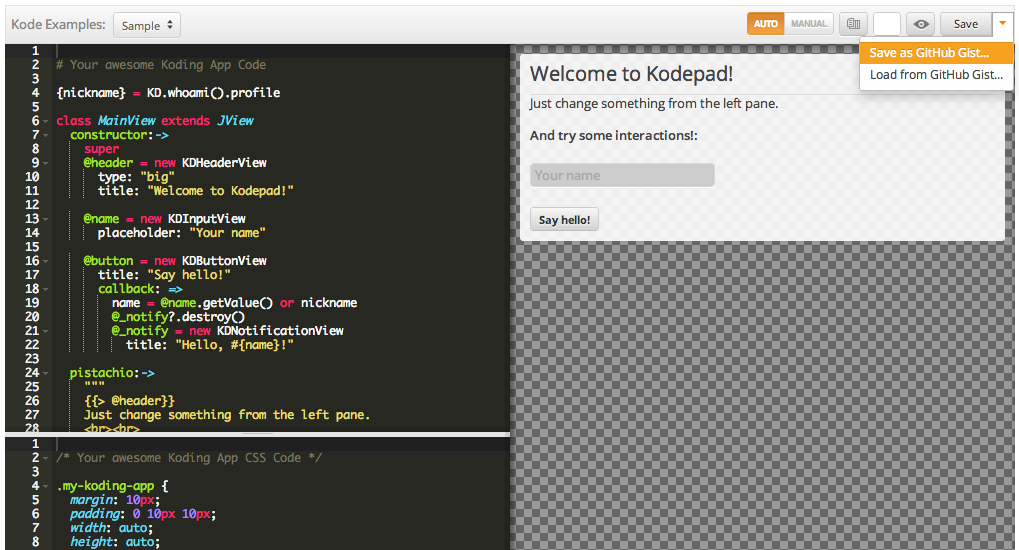 Kode Examples: Sample AUTO MANUAL Save
Save as GitHub Gist...
Load from GitHub Gist...
1
2 # Your awesome Koding App Code
3
4 {nickname} = KD.whoami().profile
5
6 class MainView extends JView
7 constructor:->
8 super
9 @header = new KDHeaderView
10 type: "big"
11 title: "Welcome to Kodepad!"
12
13 @name = new KDInputView
14 placeholder: "Your name"
15
16 @button = new KDButtonView
17 title: "Say hello!"
18 callback: =>
19 name = @name.getValue() or nickname
20 @_notify?.destroy()
21 @_notify = new KDNotificationView
22 title: "Hello, #{name}!"
23
24 pistachio:->
25 """
26 {{> @header}}
27 Just change something from the left pane.
28 <br><br>
1
2 /* Your awesome Koding App CSS Code */
3
4 .my-koding-app {
5 margin: 10px;
6 padding: 0 10px 10px;
7 width: auto;
8 height: auto;
Welcome to Kodepad!
Just change something from the left pane.
And try some interactions!:
Your name
Say hello!